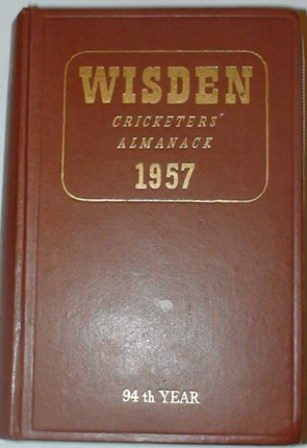 WISDEN
CRICKETERS'
ALMANACK
1957
94 th YEAR